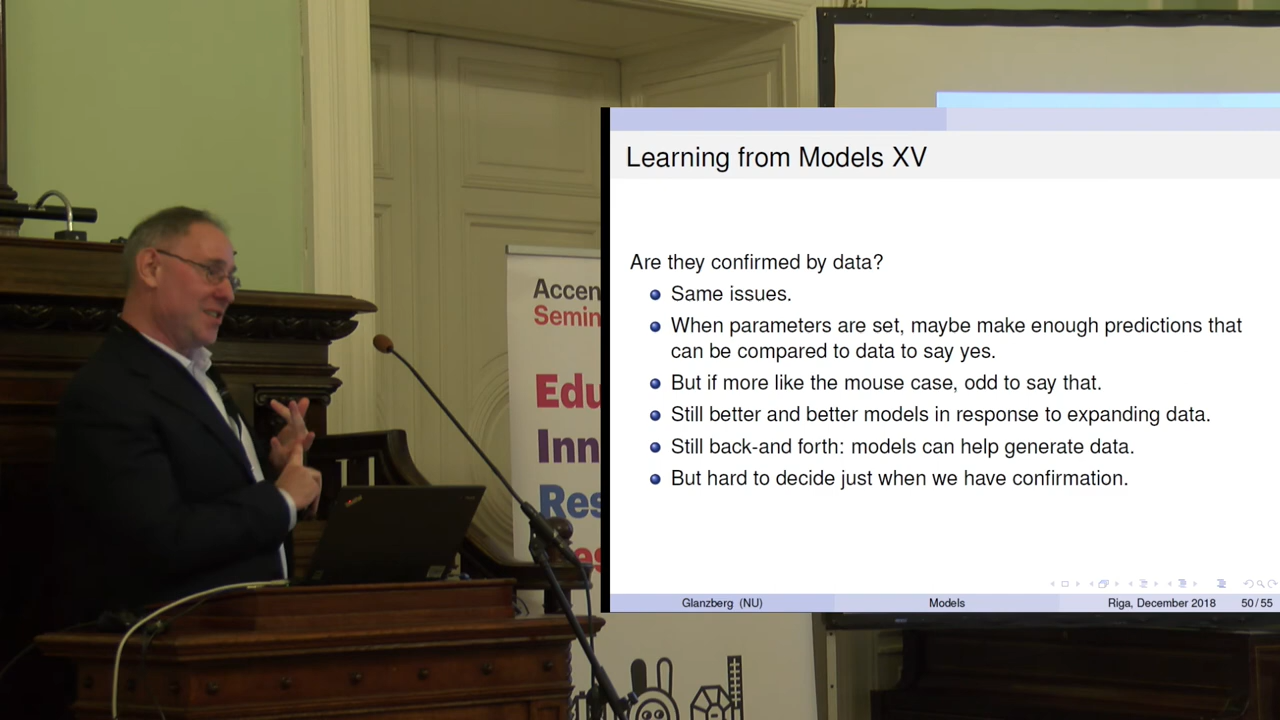 Learning from Models XV
Are they confirmed by data?
Same issues.
When parameters are set, maybe make enough predictions that
can be compared to data to say yes.
But if more like the mouse case, odd to say that.
Still better and better models in response to expanding data.
Still back-and forth: models can help generate data.
But hard to decide just when we have confirmation.
Glanzberg (NU) Models Riga, December 2018 50/55
Accen
Semin
Edu
Inn
Res
es